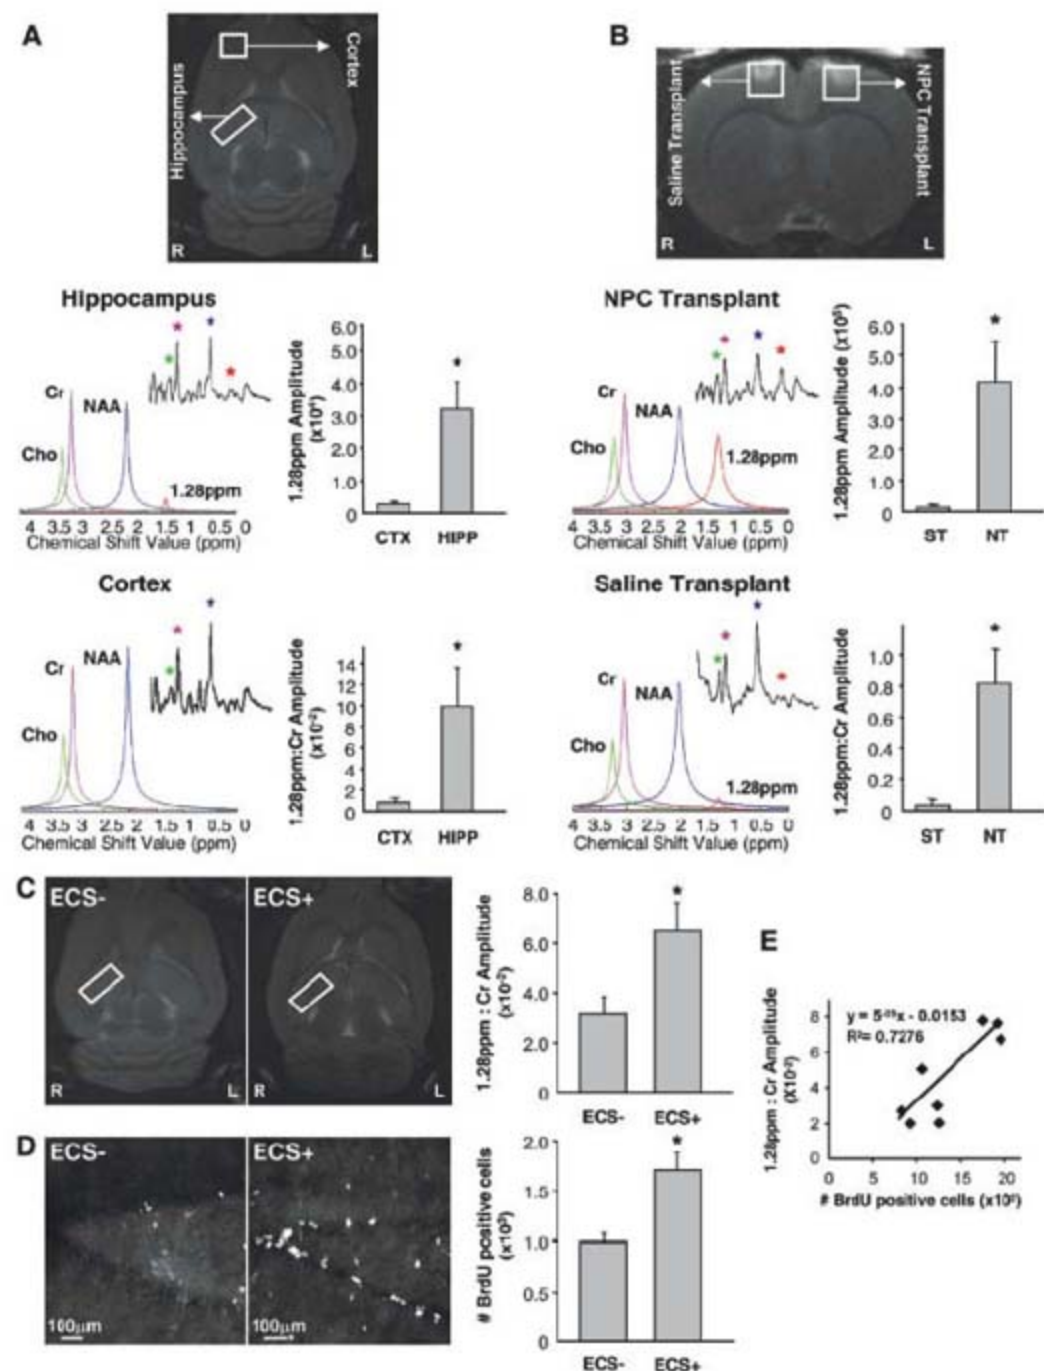 A
Cortex
Hippocampus
R
L
B
Saline Transplant
NPC Transplant
R
L
Hippocampus
Cr
NAA
Cho
1.28ppm
4 3.5 3 2.5 2 1.5 1 0.5 0
Chemical Shift Value (ppm)
1.28ppm Amplitude
6.0
5.0
4.0
3.0
2.0
1.0
0
CTX HIPP
NPC Transplant
Cr
NAA
Cho
1.28ppm
4 3.5 3 2.5 2 1.5 1 0.5 0
Chemical Shift Value (ppm)
1.28ppm Amplitude
6.0
5.0
4.0
3.0
2.0
1.0
0
ST NT
Cortex
Cr
NAA
Cho
4 3.5 3 2.5 2 1.5 1 0.5 0
Chemical Shift Value (ppm)
1.28ppm:Cr Amplitude
(x10⁻²)
14
12
10
8
6
4
2
0
CTX HIPP
Saline Transplant
Cr
NAA
Cho
1.28ppm
4 3.5 3 2.5 2 1.5 1 0.5 0
Chemical Shift Value (ppm)
1.28ppm:Cr Amplitude
1.0
0.8
0.6
0.4
0.2
0
ST NT
C
ECS-
R
L
ECS+
R
L
1.28ppm : Cr Amplitude
(x10⁻²)
8.0
6.0
4.0
2.0
0
ECS- ECS+
D
ECS-
100µm
ECS+
100µm
# BrdU positive cells
(x10³)
2.0
1.5
1.0
0.5
0
ECS- ECS+
E
1.28ppm : Cr Amplitude
8
6
4
2
0
y = 5⁻⁰⁵x - 0.0153
R²= 0.7276
0 5 10 15 20
# BrdU positive cells